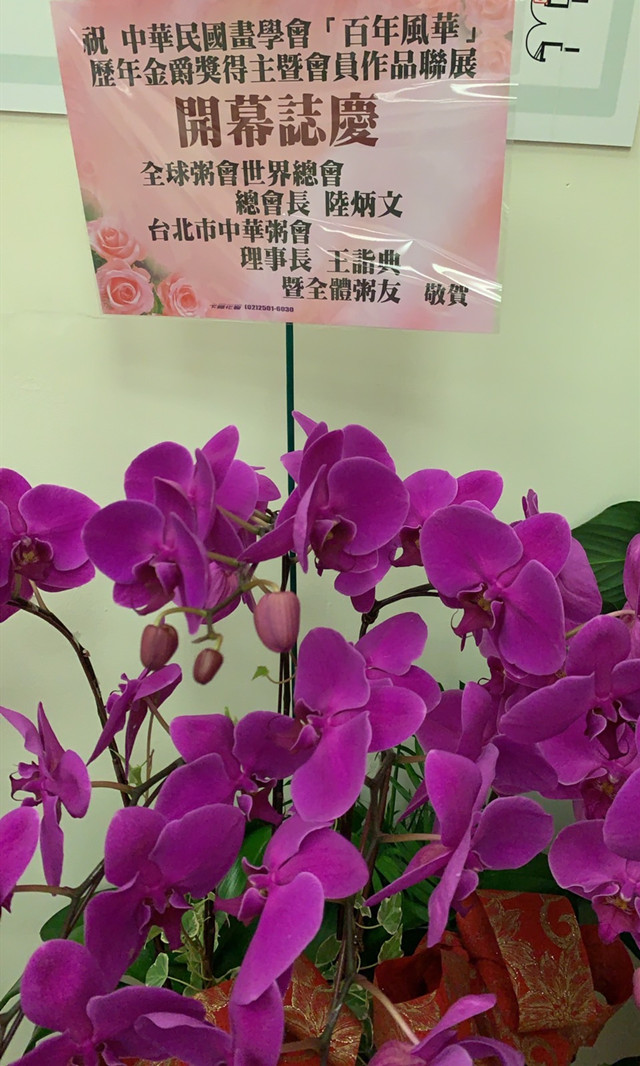 祝 中華民國畫學會「百年風華」
歷年金爵獎得主暨會員作品聯展
開幕誌慶
全球粥會世界總會
總會長 陸炳文
台北市中華粥會
理事長 王詣典
暨全體粥友 敬賀
(02)2501-6030